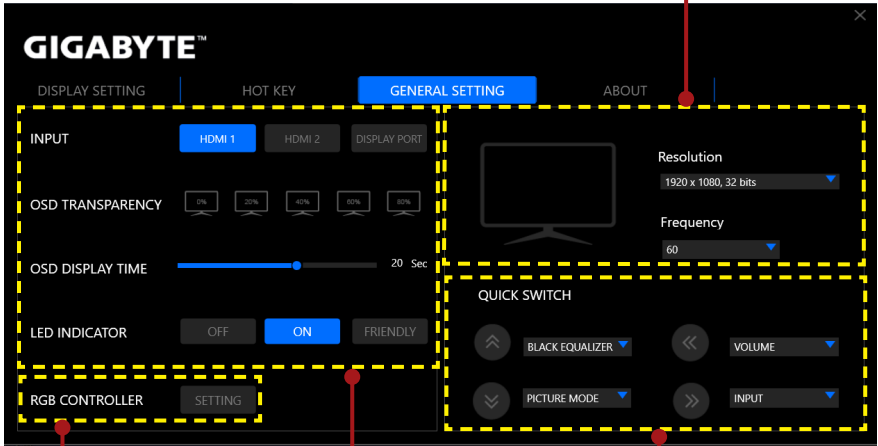 GIGABYTE™
DISPLAY SETTING HOT KEY GENERAL SETTING ABOUT
INPUT HDMI 1 HDMI 2 DISPLAY PORT
OSD TRANSPARENCY 0% 20% 40% 60% 80%
OSD DISPLAY TIME 20 Sec
LED INDICATOR OFF ON FRIENDLY
RGB CONTROLLER SETTING
Resolution
1920 x 1080, 32 bits
Frequency
60
QUICK SWITCH
BLACK EQUALIZER VOLUME
PICTURE MODE INPUT